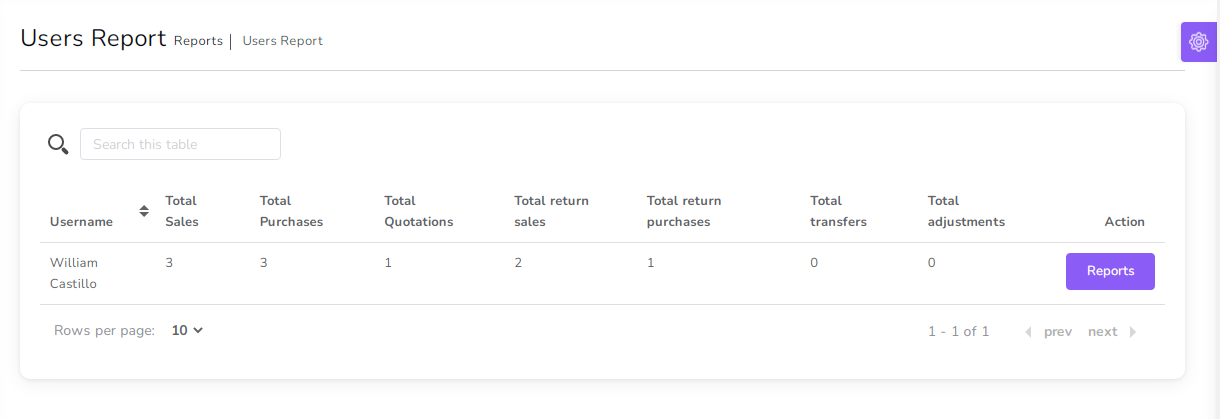 Users Report Reports | Users Report
Search this table
Username Total Sales Total Purchases Total Quotations Total return sales Total return purchases Total transfers Total adjustments Action
William Castillo 3 3 1 2 1 0 0 Reports
Rows per page: 10 1 - 1 of 1 prev next